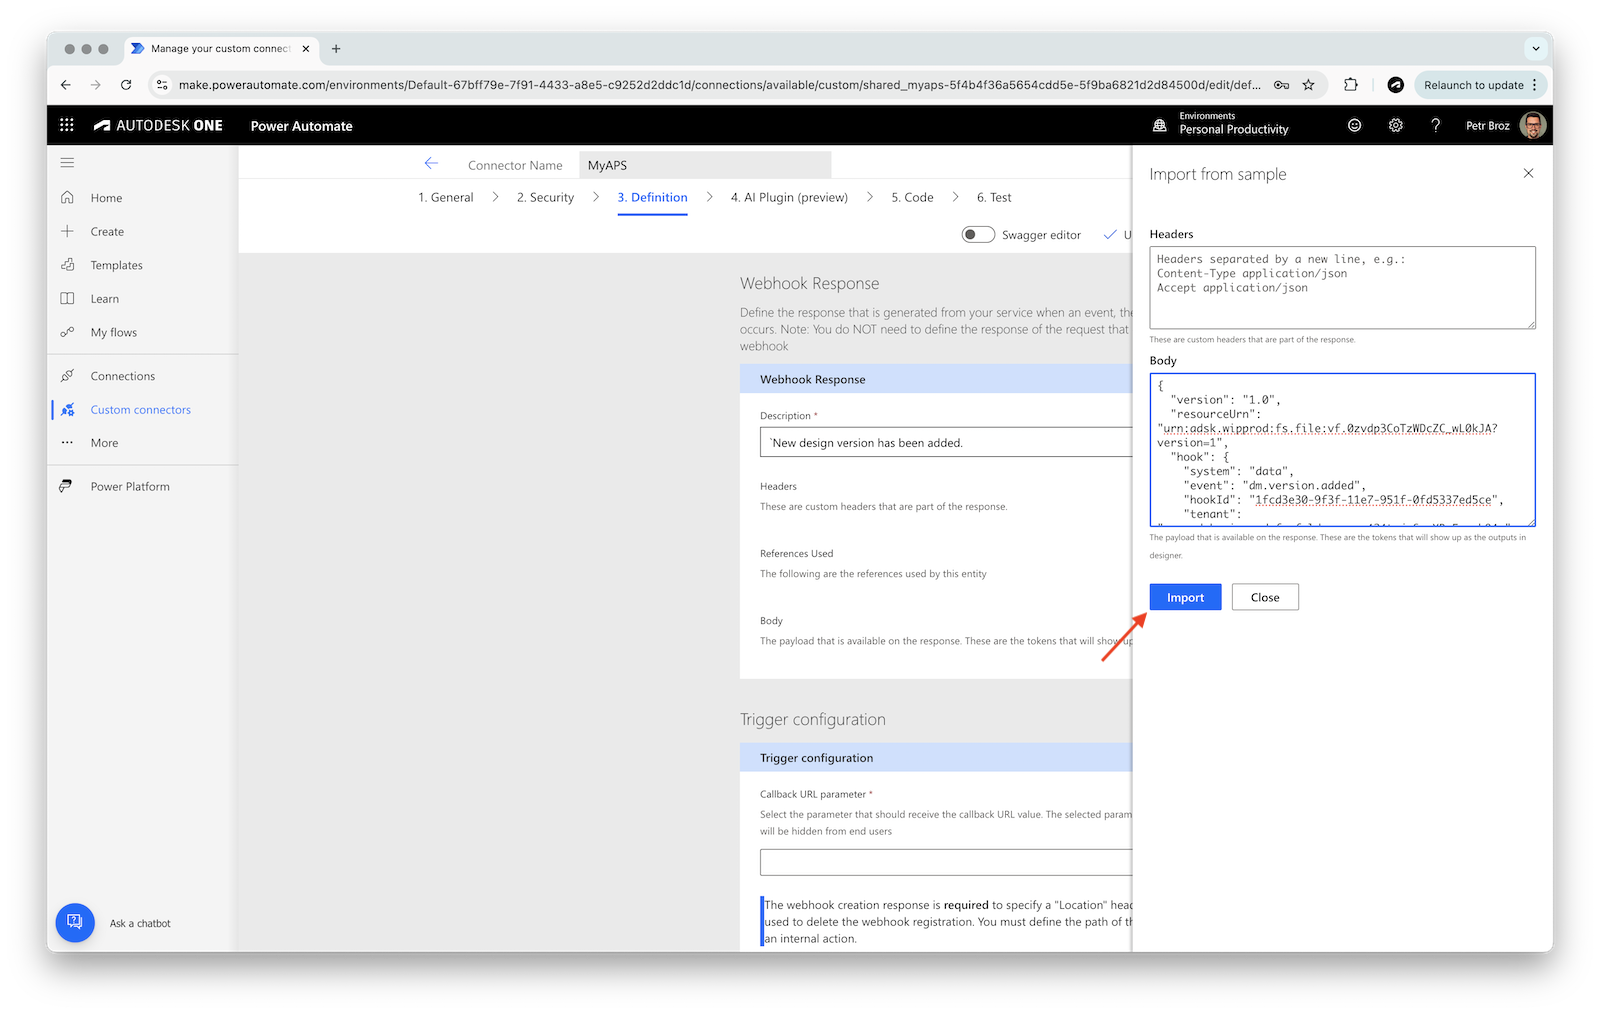 Manage your custom connect
make.powerautomate.com/environments/Default-67bff79e-7f91-4433-a8e5-c9252d2ddc1d/connections/available/custom/shared_myaps-5f4b4f36a5654cdd5e-5f9ba6821d2d84500d/edit/def...
Relaunch to update
AUTODESK ONE
Power Automate
Environments
Personal Productivity
Petr Broz
Home
Create
Templates
Learn
My flows
Connections
Custom connectors
More
Power Platform
Ask a chatbot
Connector Name
MyAPS
1. General
2. Security
3. Definition
4. AI Plugin (preview)
5. Code
6. Test
Swagger editor
U
Webhook Response
Define the response that is generated from your service when an event, the
occurs. Note: You do NOT need to define the response of the request that
webhook
Webhook Response
Description *
`New design version has been added.
Headers
These are custom headers that are part of the response.
References Used
The following are the references used by this entity
Body
The payload that is available on the response. These are the tokens that will show up
Trigger configuration
Trigger configuration
Callback URL parameter *
Select the parameter that should receive the callback URL value. The selected param
will be hidden from end users
The webhook creation response is required to specify a "Location" head
used to delete the webhook registration. You must define the path of th
an internal action.
Import from sample
Headers
Headers separated by a new line, e.g.:
Content-Type application/json
Accept application/json
These are custom headers that are part of the response.
Body
{
"version": "1.0",
"resourceUrn":
"urn:adsk.wipprod:fs.file:vf.0zvdp3CoTzWDcZC_wL0kJA?
version=1",
"hook": {
"system": "data",
"event": "dm.version.added",
"hookId": "1fcd3e30-9f3f-11e7-951f-0fd5337ed5ce",
"tenant":
The payload that is available on the response. These are the tokens that will show up as the outputs in
designer.
Import
Close